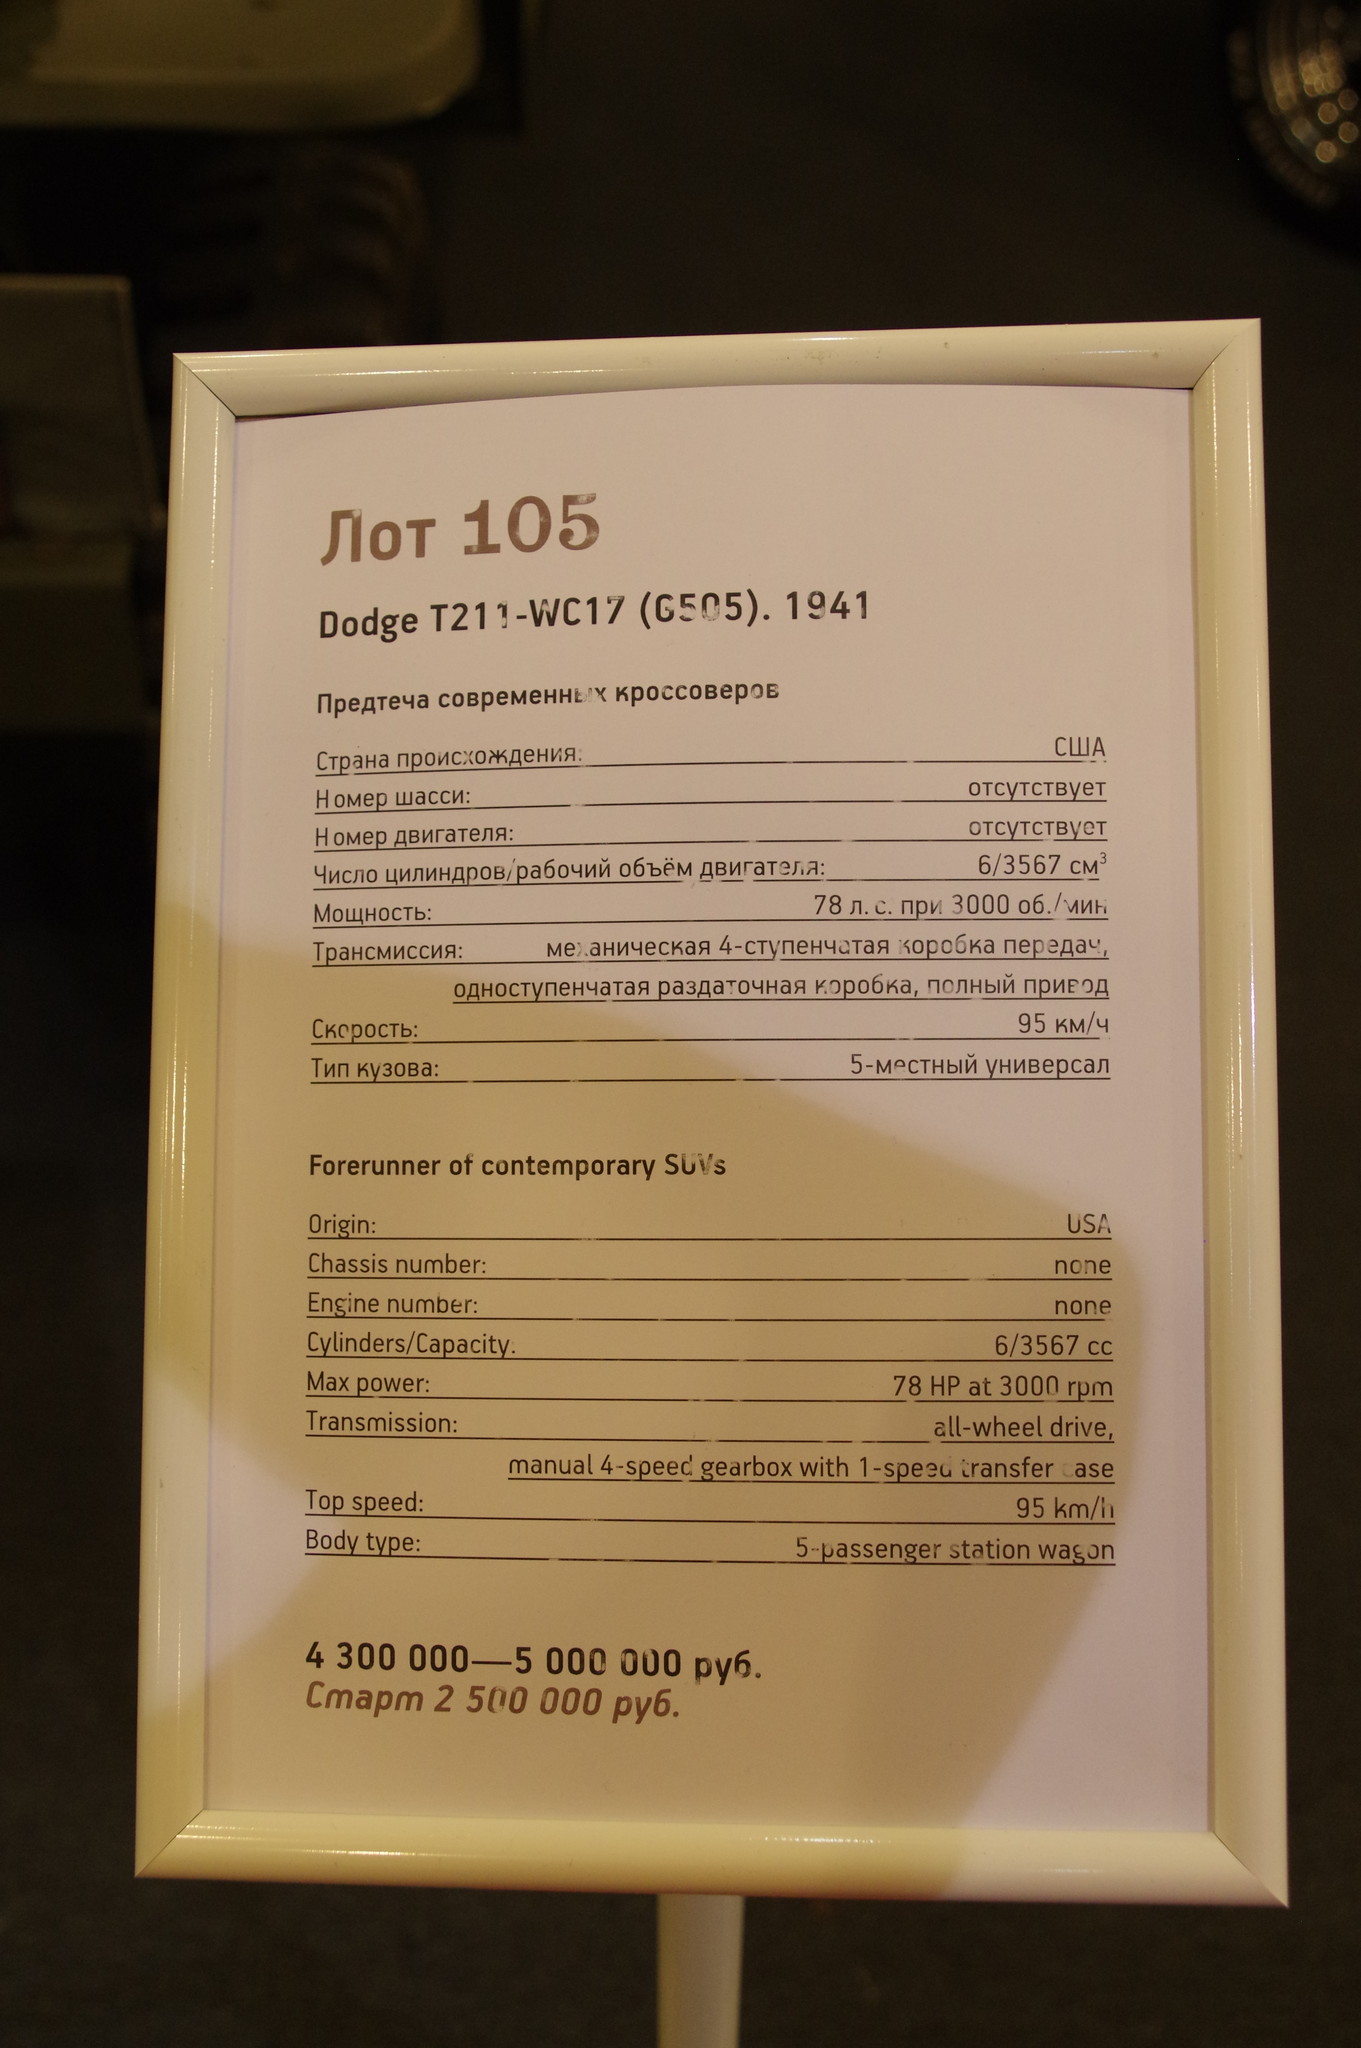 Лот 105
Dodge T211-WC17 (G505). 1941
Предтеча современных кроссоверов
Страна происхождения: США
Номер шасси: отсутствует
Номер двигателя: отсутствует
Число цилиндров/рабочий объём двигателя: 6/3567 см³
Мощность: 78 л. с. при 3000 об./мин
Трансмиссия: механическая 4-ступенчатая коробка передач,
одноступенчатая раздаточная коробка, полный привод
Скорость: 95 км/ч
Тип кузова: 5-местный универсал
Forerunner of contemporary SUVs
Origin: USA
Chassis number: none
Engine number: none
Cylinders/Capacity: 6/3567 cc
Max power: 78 HP at 3000 rpm
Transmission: all-wheel drive,
manual 4-speed gearbox with 1-speed transfer case
Top speed: 95 km/h
Body type: 5-passenger station wagon
4 300 000—5 000 000 руб.
Старт 2 500 000 руб.